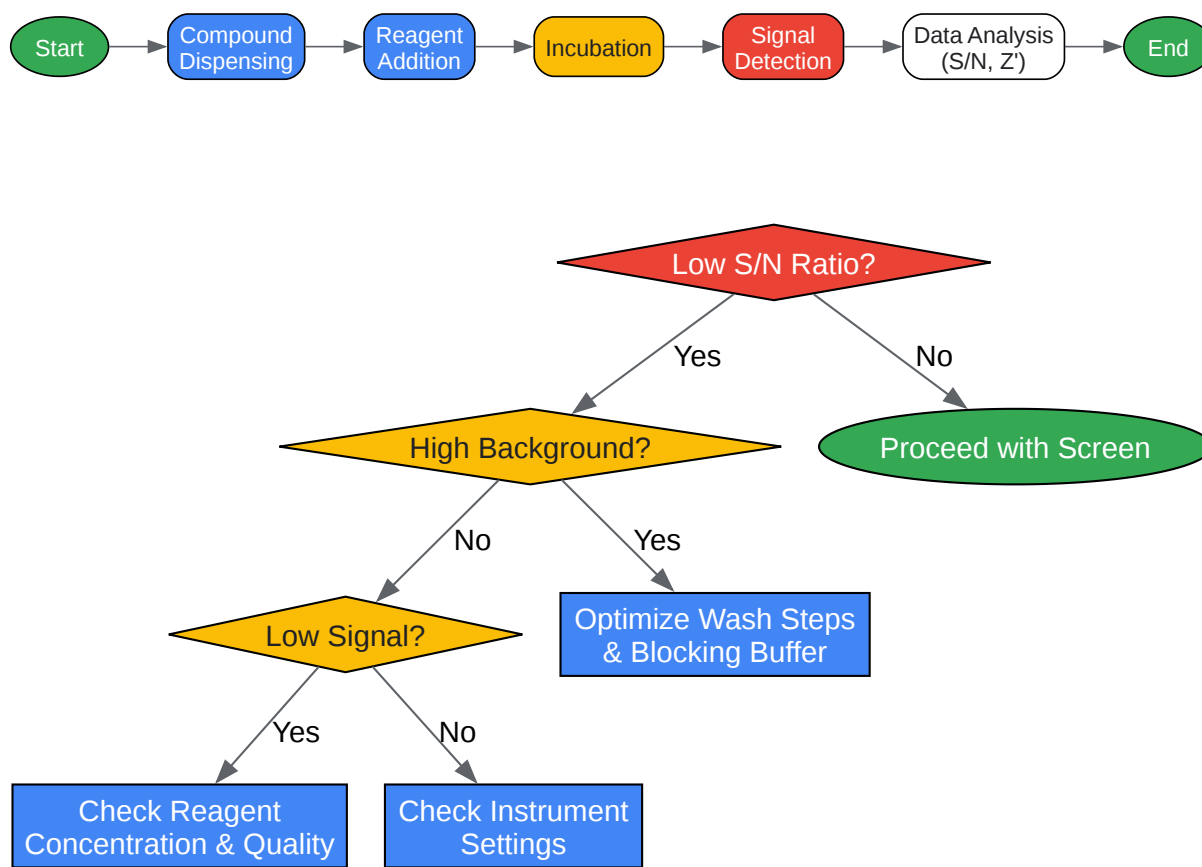 Start
Compound
Dispensing
Reagent
Addition
Incubation
Signal
Detection
Data Analysis
(S/N, Z')
End
Low S/N Ratio?
Yes
No
High Background?
Proceed with Screen
No
Yes
Low Signal?
Optimize Wash Steps
& Blocking Buffer
Yes
No
Check Reagent
Concentration & Quality
Check Instrument
Settings